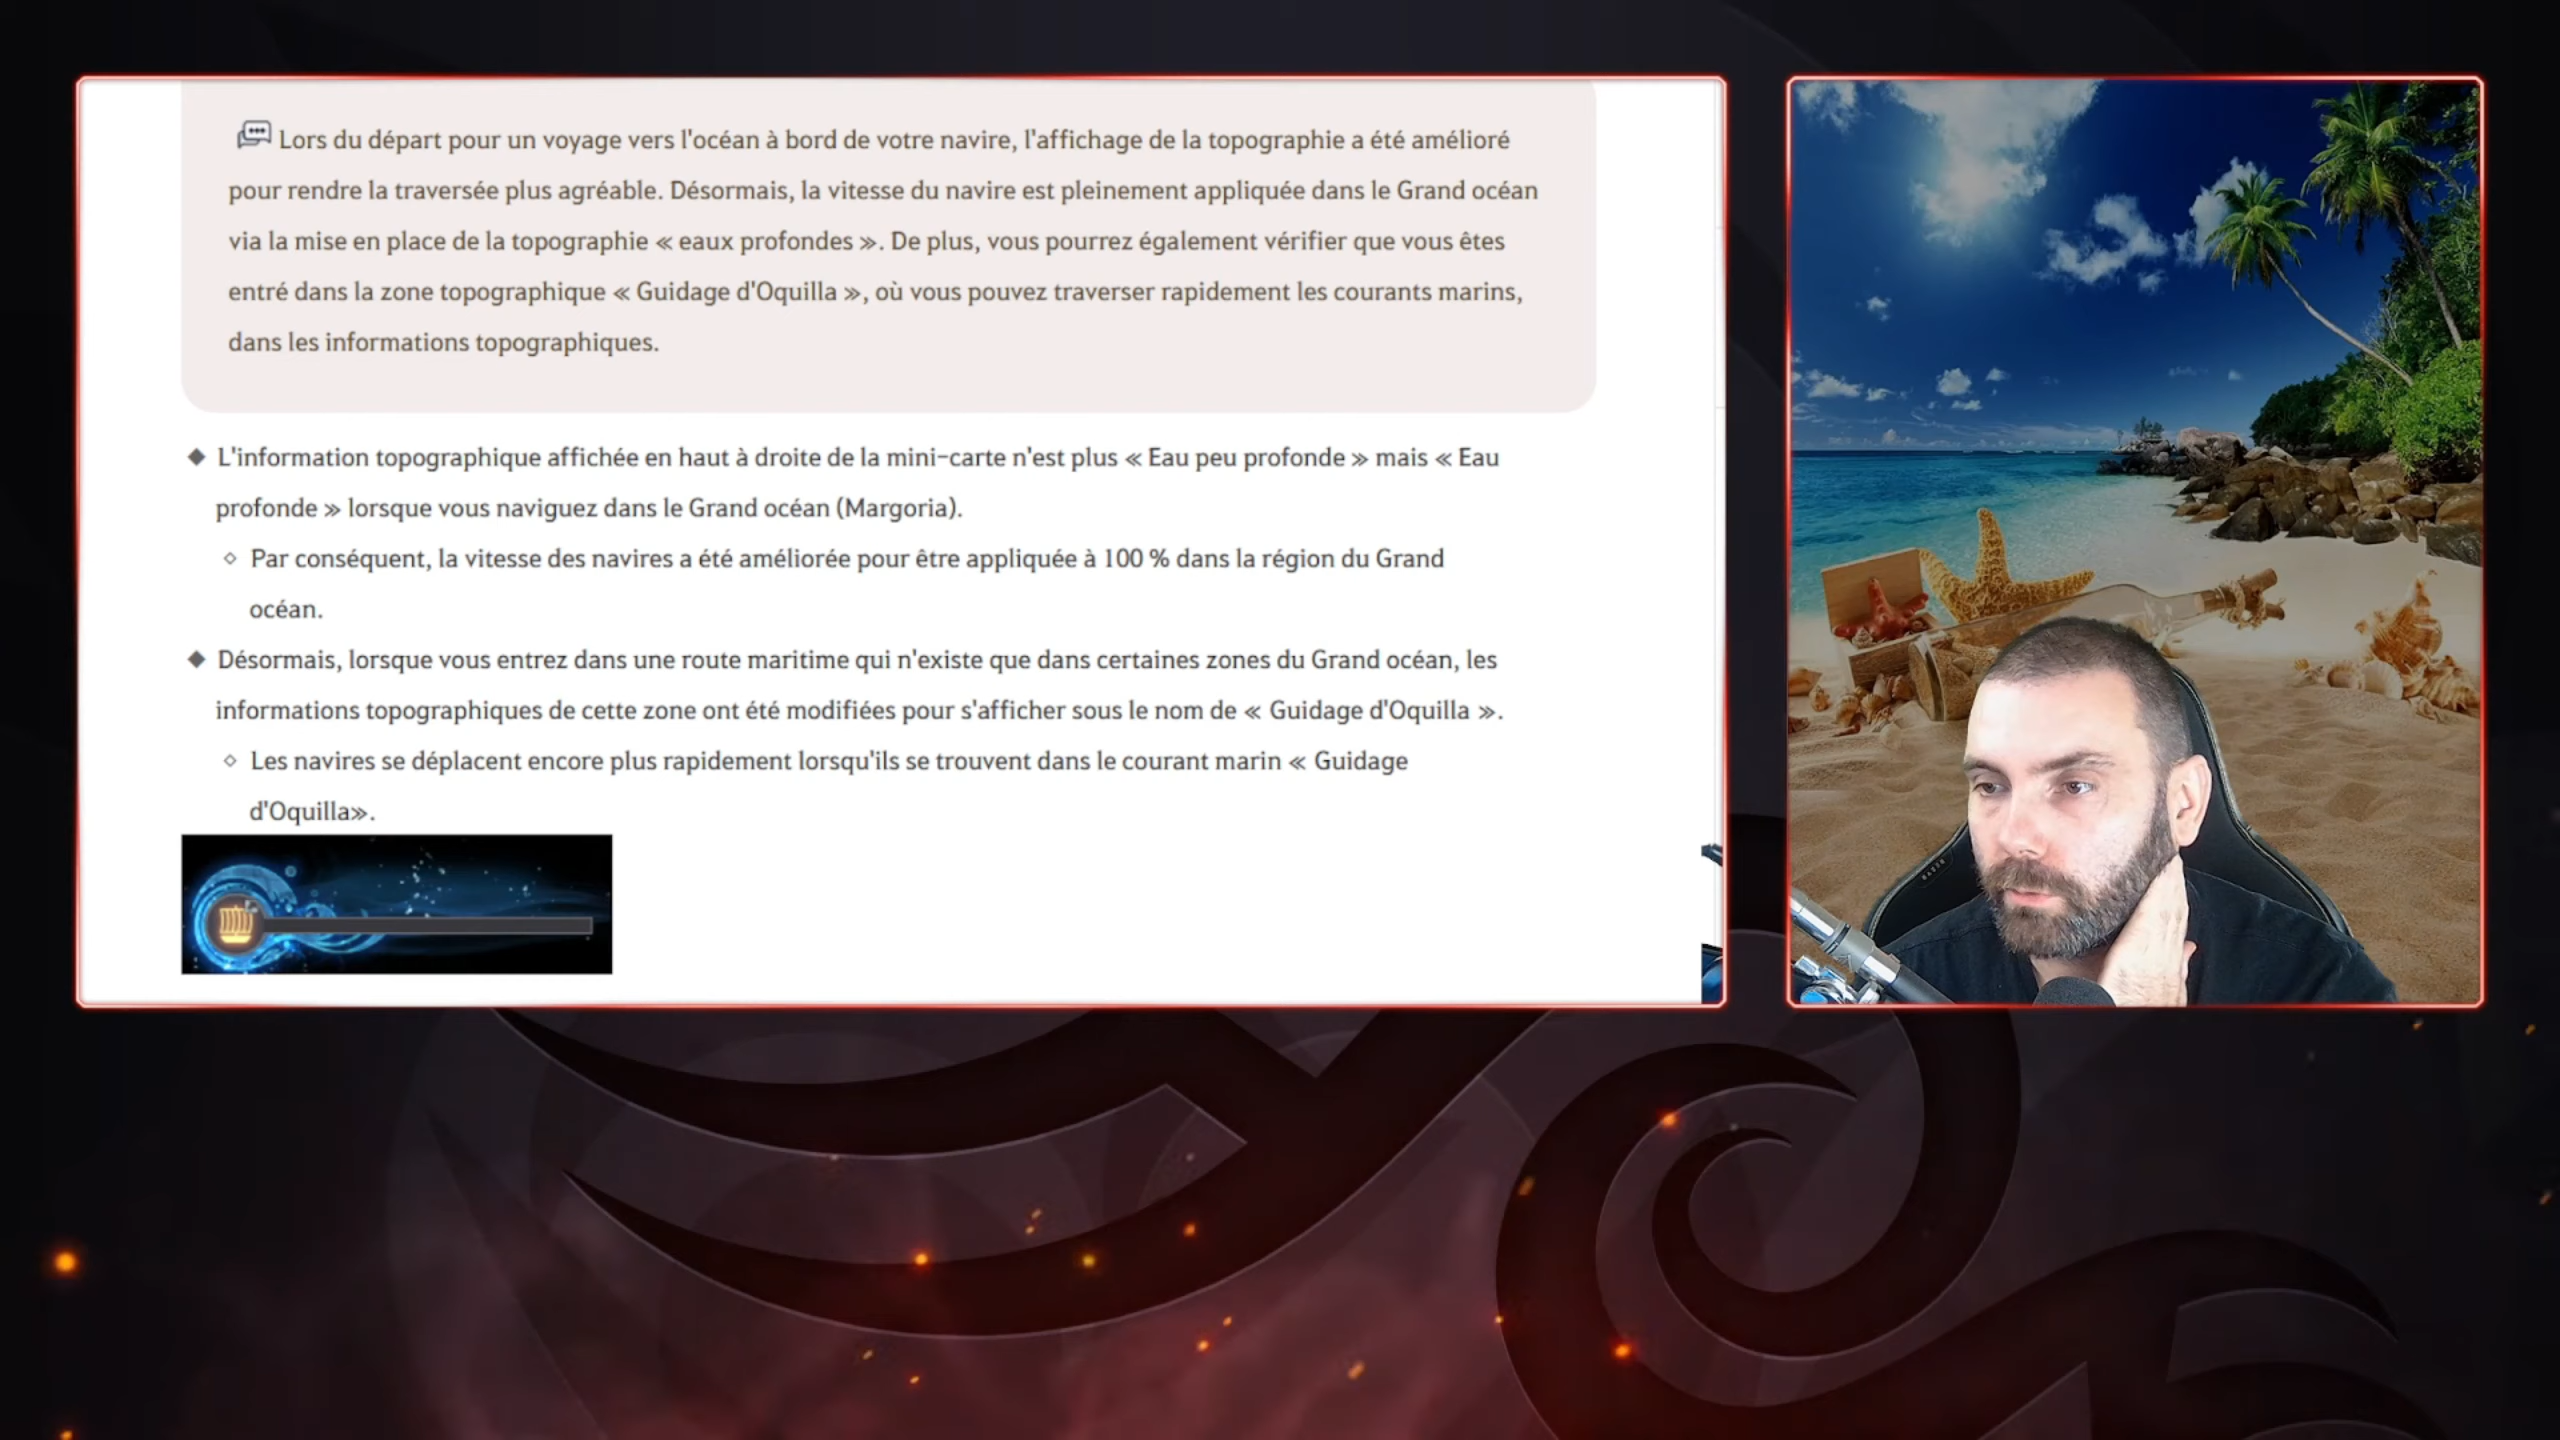 Lors du départ pour un voyage vers l'océan à bord de votre navire, l'affichage de la topographie a été amélioré
pour rendre la traversée plus agréable. Désormais, la vitesse du navire est pleinement appliquée dans le Grand océan
via la mise en place de la topographie « eaux profondes ». De plus, vous pourrez également vérifier que vous êtes
entré dans la zone topographique « Guidage d'Oquilla », où vous pouvez traverser rapidement les courants marins,
dans les informations topographiques.
◆ L'information topographique affichée en haut à droite de la mini-carte n'est plus « Eau peu profonde » mais « Eau
profonde » lorsque vous naviguez dans le Grand océan (Margoria).
◇ Par conséquent, la vitesse des navires a été améliorée pour être appliquée à 100 % dans la région du Grand
océan.
◆ Désormais, lorsque vous entrez dans une route maritime qui n'existe que dans certaines zones du Grand océan, les
informations topographiques de cette zone ont été modifiées pour s'afficher sous le nom de « Guidage d'Oquilla ».
◇ Les navires se déplacent encore plus rapidement lorsqu'ils se trouvent dans le courant marin « Guidage
d'Oquilla».